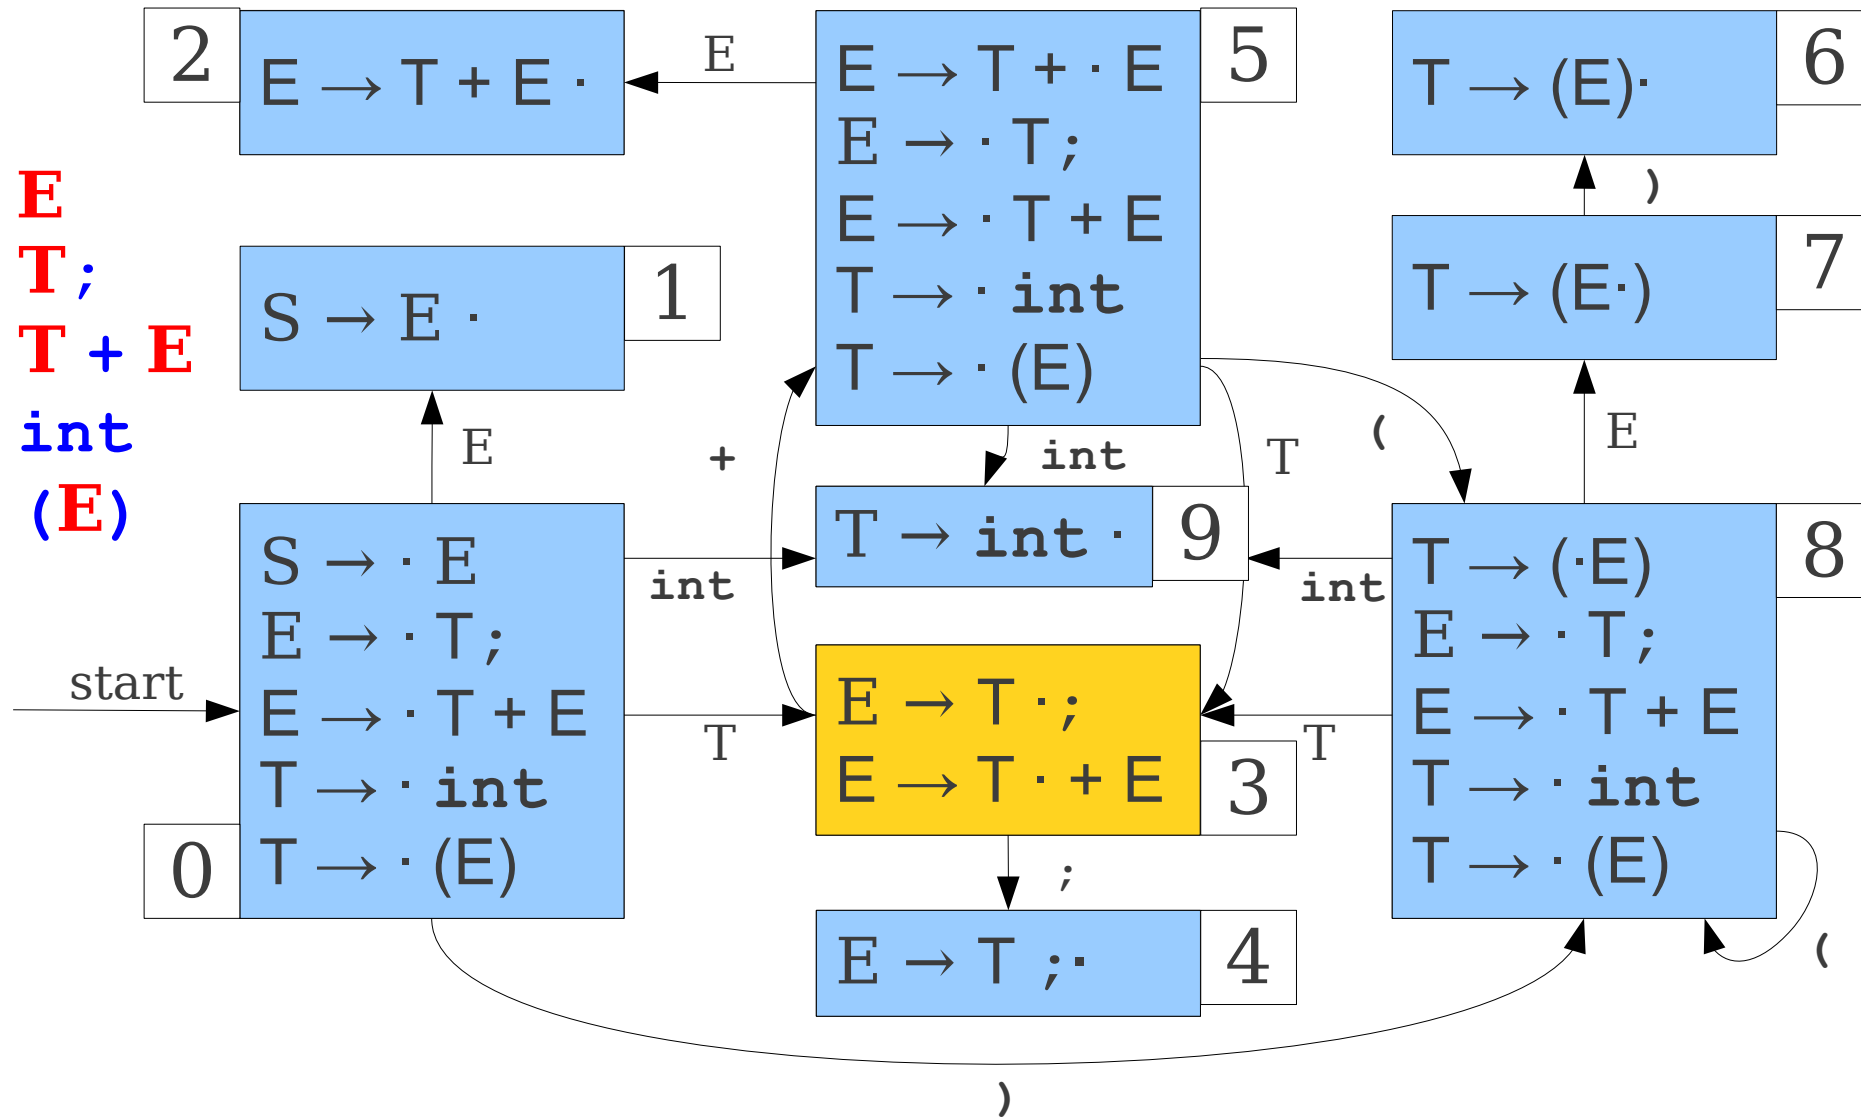 2
E → T + E ·
E
5
E → T + · E
E → · T ;
E → · T + E
T → · int
T → · (E)
6
T → (E)·
)
7
T → (E·)
E
T ;
T + E
int
(E)
1
S → E ·
E
+
int
T
(
E
9
T → int ·
0
S → · E
E → · T ;
E → · T + E
T → · int
T → · (E)
start
int
T
3
E → T · ;
E → T · + E
int
T
8
T → (·E)
E → · T ;
E → · T + E
T → · int
T → · (E)
;
4
E → T ; ·
(
)